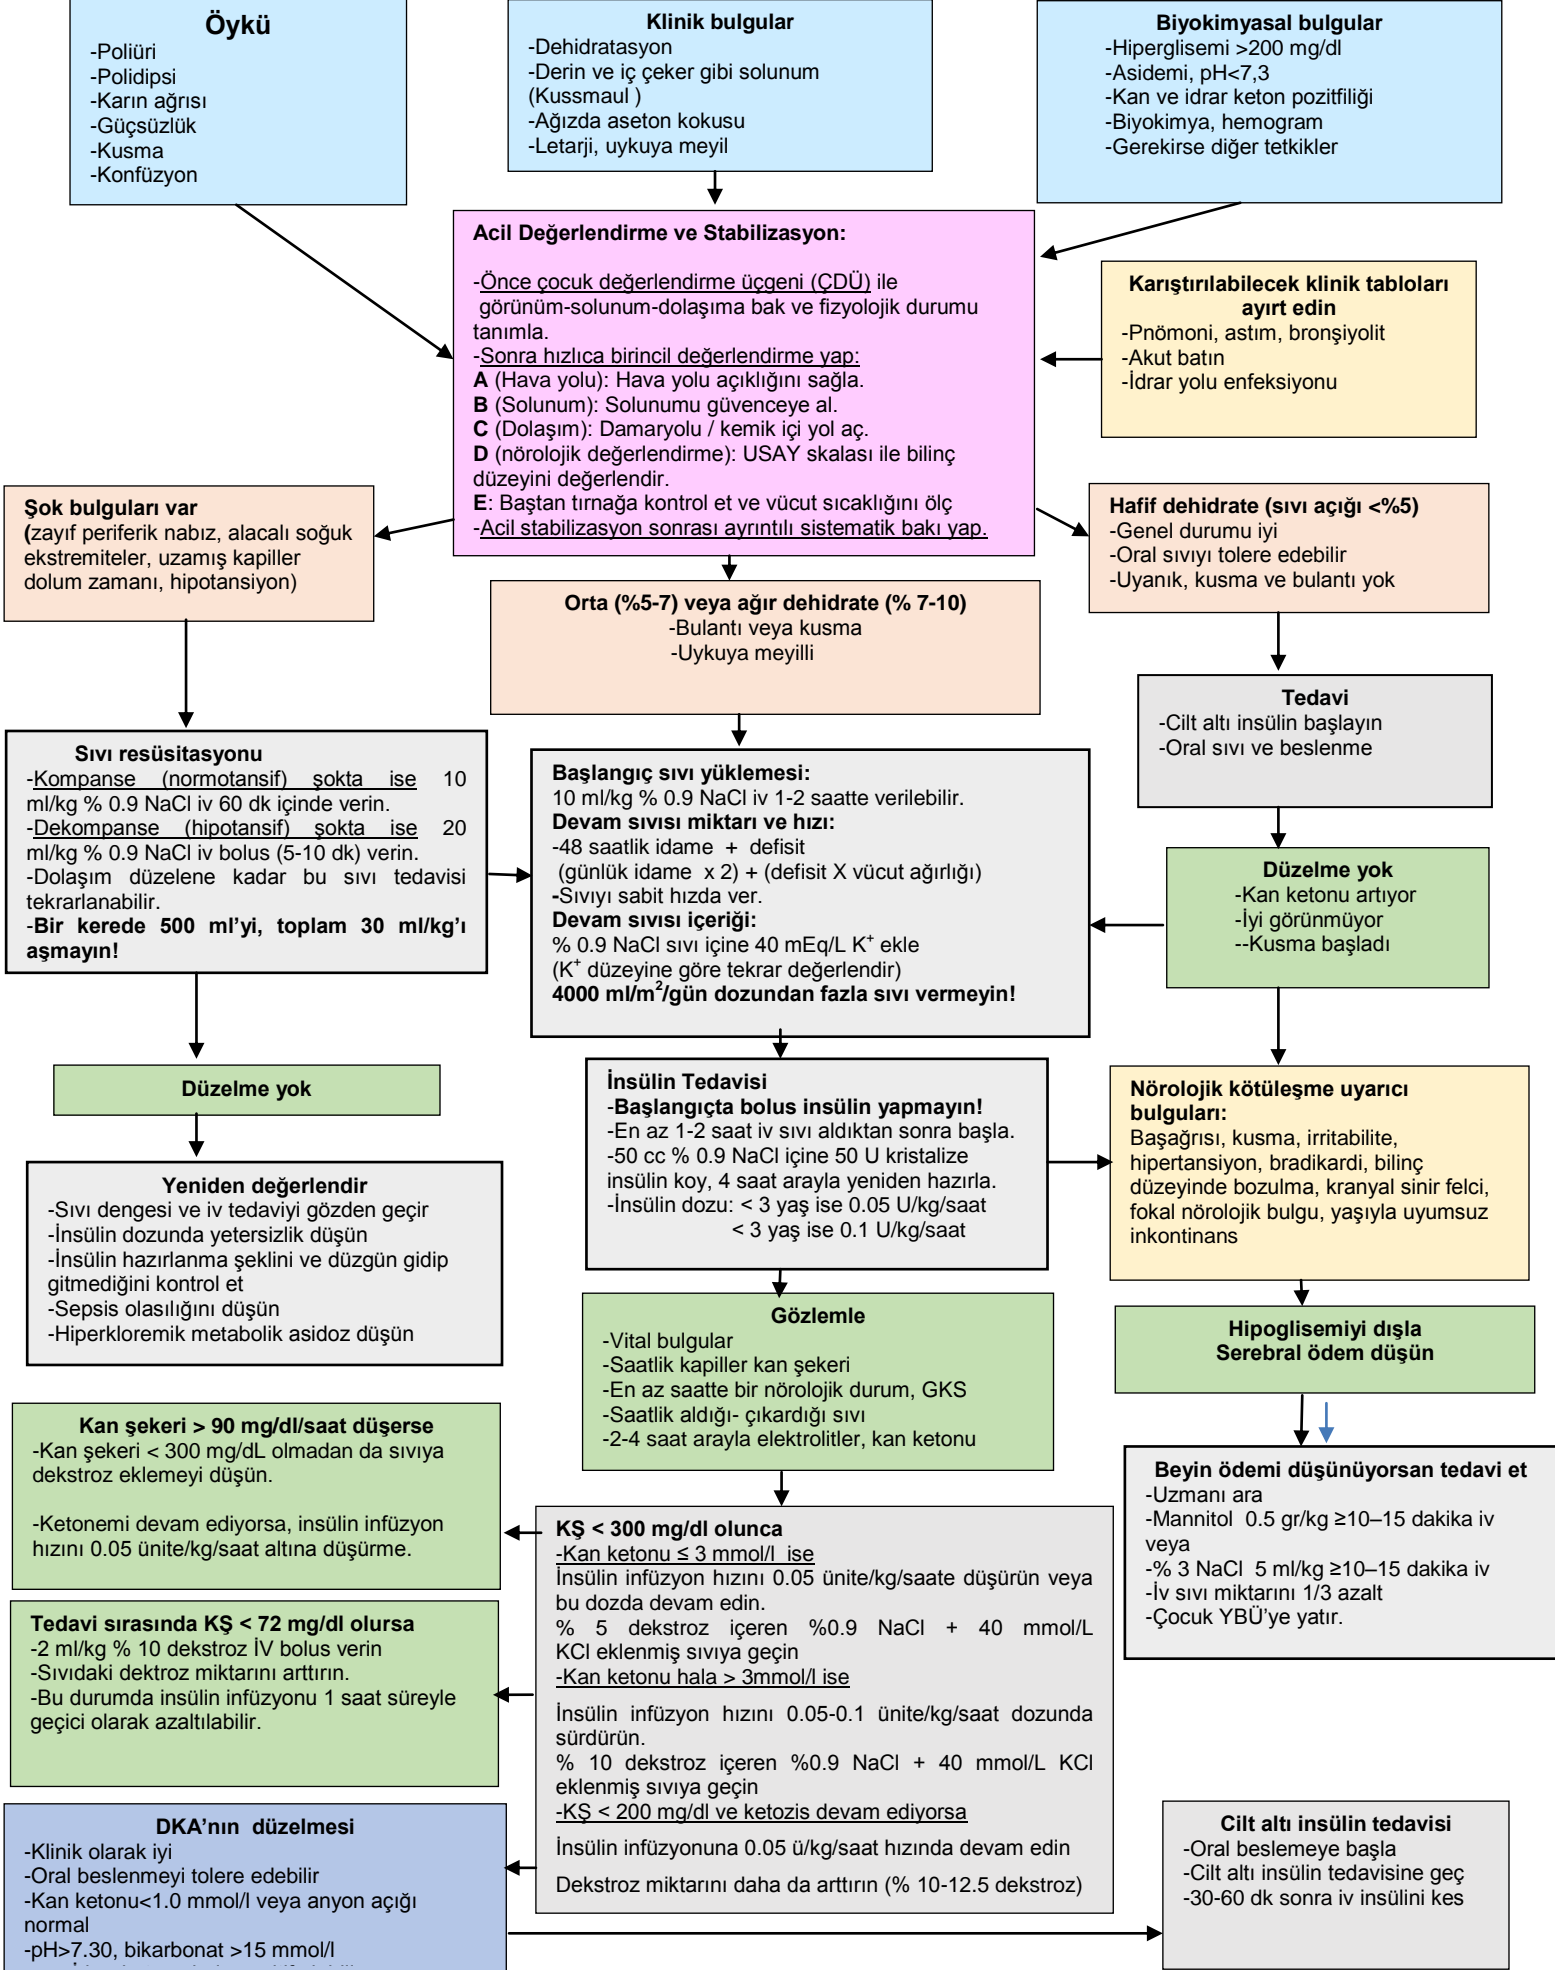 Öykü
-Poliüri
-Polidipsi
-Karın ağrısı
-Güçsüzlük
-Kusma
-Konfüzyon
Klinik bulgular
-Dehidratasyon
-Derin ve iç çeker gibi solunum
(Kussmaul )
-Ağızda aseton kokusu
-Letarji, uykuya meyil
Biyokimyasal bulgular
-Hiperglisemi >200 mg/dl
-Asidemi, pH<7,3
-Kan ve idrar keton pozitfiliği
-Biyokimya, hemogram
-Gerekirse diğer tetkikler
Acil Değerlendirme ve Stabilizasyon:
-Önce çocuk değerlendirme üçgeni (ÇDÜ) ile
görünüm-solunum-dolaşıma bak ve fizyolojik durumu
tanımla.
-Sonra hızlıca birincil değerlendirme yap:
A (Hava yolu): Hava yolu açıklığını sağla.
B (Solunum): Solunumu güvenceye al.
C (Dolaşım): Damaryolu / kemik içi yol aç.
D (nörolojik değerlendirme): USAY skalası ile bilinç
düzeyini değerlendir.
E: Baştan tırnağa kontrol et ve vücut sıcaklığını ölç
-Acil stabilizasyon sonrası ayrıntılı sistematik bakı yap.
Karıştırılabilecek klinik tabloları
ayırt edin
-Pnömoni, astım, bronşiyolit
-Akut batın
-İdrar yolu enfeksiyonu
Şok bulguları var
(zayıf periferik nabız, alacalı soğuk
ekstremiteler, uzamış kapiller
dolum zamanı, hipotansiyon)
Orta (%5-7) veya ağır dehidrate (% 7-10)
-Bulantı veya kusma
-Uykuya meyilli
Hafif dehidrate (sıvı açığı <%5)
-Genel durumu iyi
-Oral sıvıyı tolere edebilir
-Uyanık, kusma ve bulantı yok
Tedavi
-Cilt altı insülin başlayın
-Oral sıvı ve beslenme
Sıvı resüsitasyonu
-Kompanse (normotansif) şokta ise 10
ml/kg % 0.9 NaCl iv 60 dk içinde verin.
-Dekompanse (hipotansif) şokta ise 20
ml/kg % 0.9 NaCl iv bolus (5-10 dk) verin.
-Dolaşım düzelene kadar bu sıvı tedavisi
tekrarlanabilir.
-Bir kerede 500 ml'yi, toplam 30 ml/kg'ı
aşmayın!
Başlangıç sıvı yüklemesi:
10 ml/kg % 0.9 NaCl iv 1-2 saatte verilebilir.
Devam sıvısı miktarı ve hızı:
-48 saatlik idame + defisit
(günlük idame x 2) + (defisit X vücut ağırlığı)
-Sıvıyı sabit hızda ver.
Devam sıvısı içeriği:
% 0.9 NaCl sıvı içine 40 mEq/L K+ ekle
(K+ düzeyine göre tekrar değerlendir)
4000 ml/m2/gün dozundan fazla sıvı vermeyin!
Düzelme yok
-Kan ketonu artıyor
-İyi görünmüyor
--Kusma başladı
Düzelme yok
Yeniden değerlendir
-Sıvı dengesi ve iv tedaviyi gözden geçir
-İnsülin dozunda yetersizlik düşün
-İnsülin hazırlanma şeklini ve düzgün gidip
gitmediğini kontrol et
-Sepsis olasılığını düşün
-Hiperkloremik metabolik asidoz düşün
İnsülin Tedavisi
-Başlangıçta bolus insülin yapmayın!
-En az 1-2 saat iv sıvı aldıktan sonra başla.
-50 cc % 0.9 NaCl içine 50 U kristalize
insülin koy, 4 saat arayla yeniden hazırla.
-İnsülin dozu: < 3 yaş ise 0.05 U/kg/saat
< 3 yaş ise 0.1 U/kg/saat
Nörolojik kötüleşme uyarıcı
bulguları:
Başağrısı, kusma, irritabilite,
hipertansiyon, bradikardi, bilinç
düzeyinde bozulma, kranyal sinir felci,
fokal nörolojik bulgu, yaşıyla uyumsuz
inkontinans
Gözlemle
-Vital bulgular
-Saatlik kapiller kan şekeri
-En az saatte bir nörolojik durum, GKS
-Saatlik aldığı- çıkardığı sıvı
-2-4 saat arayla elektrolitler, kan ketonu
Hipoglisemiyi dışla
Serebral ödem düşün
Kan şekeri > 90 mg/dl/saat düşerse
-Kan şekeri < 300 mg/dL olmadan da sıvıya
dekstroz eklemeyi düşün.
-Ketonemi devam ediyorsa, insülin infüzyon
hızını 0.05 ünite/kg/saat altına düşürme.
Beyin ödemi düşünüyorsan tedavi et
-Uzmanı ara
-Mannitol 0.5 gr/kg ≥10–15 dakika iv
veya
-% 3 NaCl 5 ml/kg ≥10–15 dakika iv
-İv sıvı miktarını 1/3 azalt
-Çocuk YBÜ'ye yatır.
KŞ < 300 mg/dl olunca
-Kan ketonu ≤ 3 mmol/l ise
İnsülin infüzyon hızını 0.05 ünite/kg/saate düşürün veya
bu dozda devam edin.
% 5 dekstroz içeren %0.9 NaCl + 40 mmol/L
KCl eklenmiş sıvıya geçin
-Kan ketonu hala > 3mmol/l ise
İnsülin infüzyon hızını 0.05-0.1 ünite/kg/saat dozunda
sürdürün.
% 10 dekstroz içeren %0.9 NaCl + 40 mmol/L KCl
eklenmiş sıvıya geçin
-KŞ < 200 mg/dl ve ketozis devam ediyorsa
İnsülin infüzyonuna 0.05 ü/kg/saat hızında devam edin
Dekstroz miktarını daha da arttırın (% 10-12.5 dekstroz)
Tedavi sırasında KŞ < 72 mg/dl olursa
-2 ml/kg % 10 dekstroz İV bolus verin
-Sıvıdaki dektroz miktarını arttırın.
-Bu durumda insülin infüzyonu 1 saat süreyle
geçici olarak azaltılabilir.
DKA'nın düzelmesi
-Klinik olarak iyi
-Oral beslenmeyi tolere edebilir
-Kan ketonu<1.0 mmol/l veya anyon açığı
normal
-pH>7.30, bikarbonat >15 mmol/l
Cilt altı insülin tedavisi
-Oral beslemeye başla
-Cilt altı insülin tedavisine geç
-30-60 dk sonra iv insülini kes